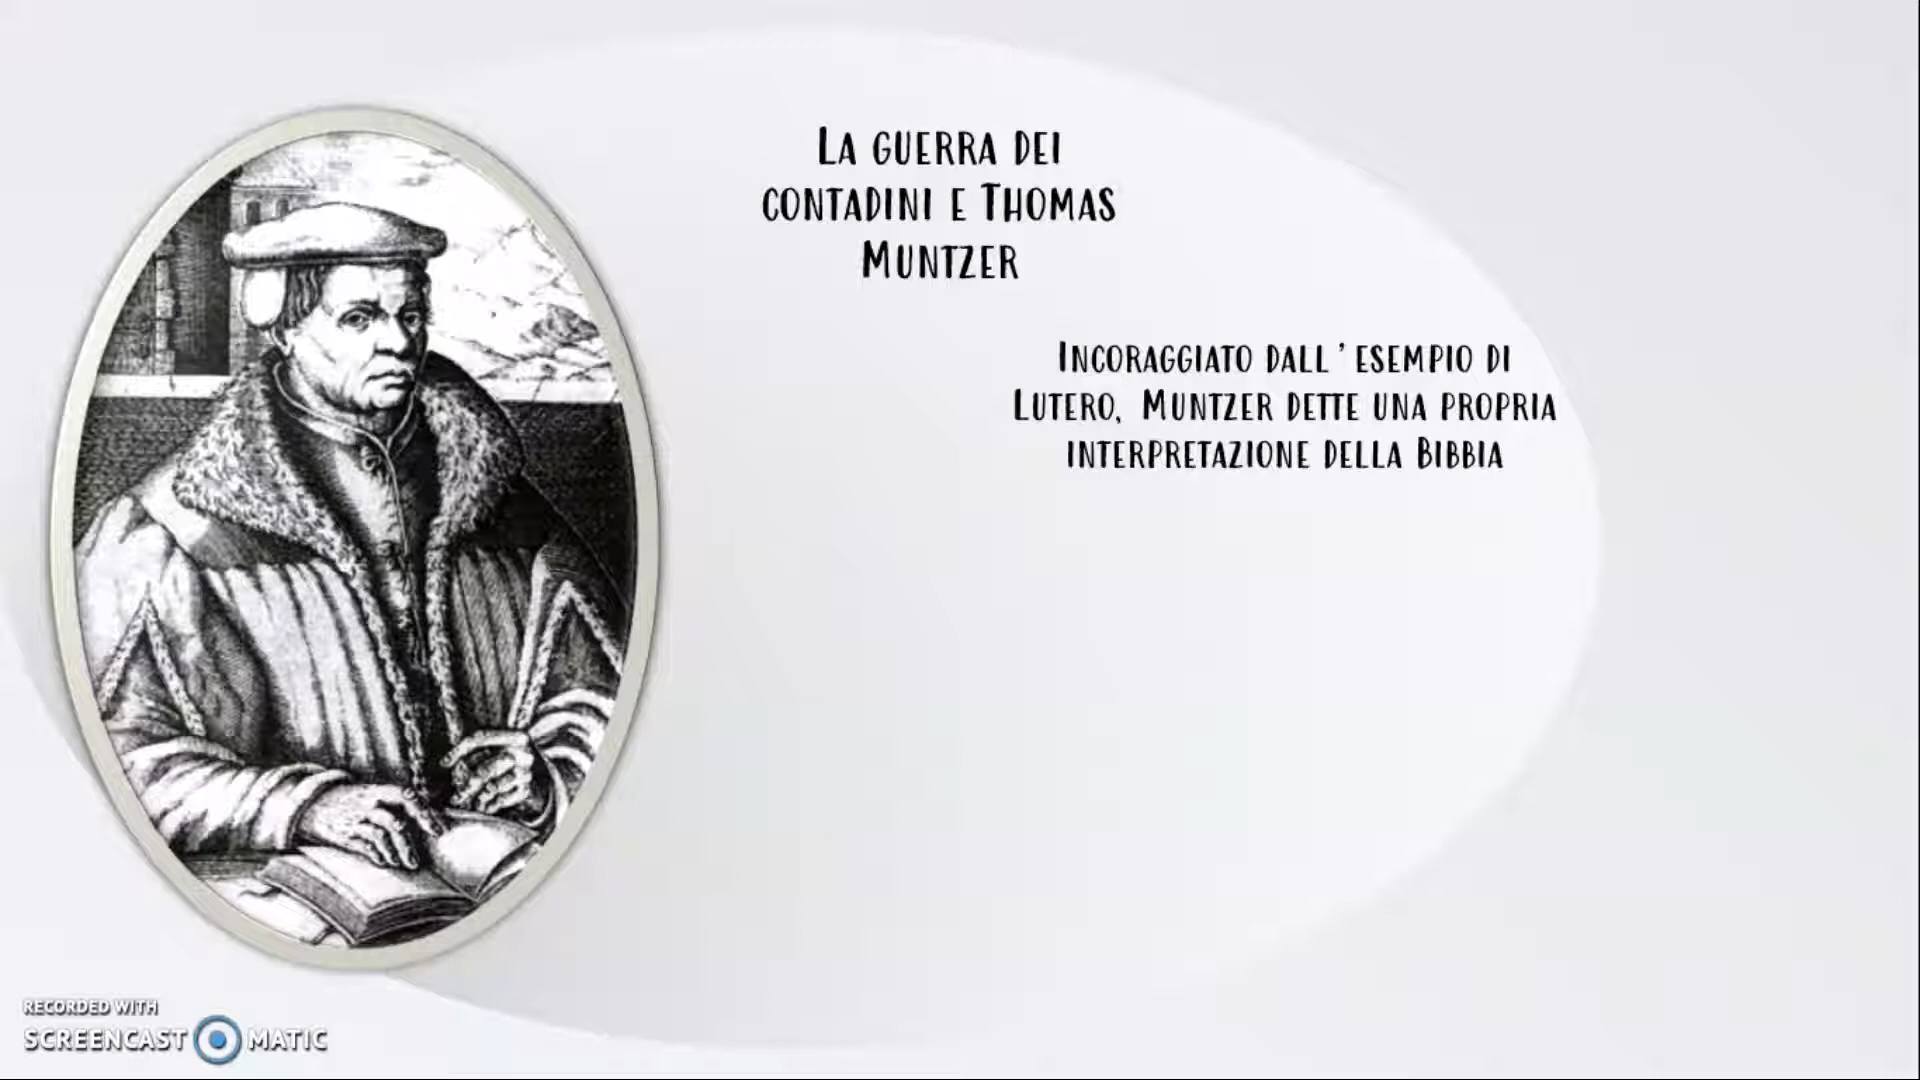 La guerra dei
contadini e Thomas
Muntzer
Incoraggiato dall'esempio di
Lutero, Muntzer dette una propria
interpretazione della Bibbia
RECORDED WITH
SCREENCAST MATIC